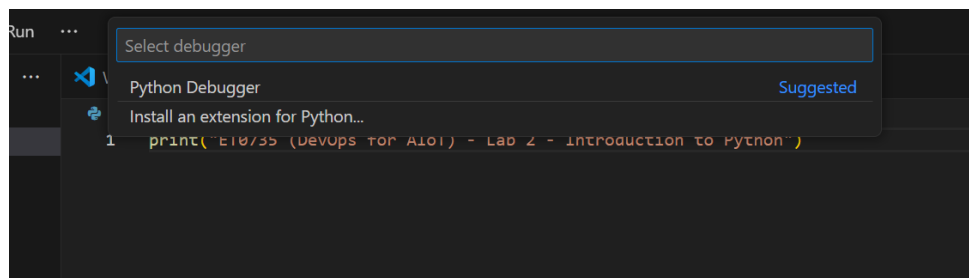 Run ...
Select debugger
...
Python Debugger Suggested
Install an extension for Python...
1 print("ET0735 (DevOps for AIoT) - Lab 2 - Introduction to Python")